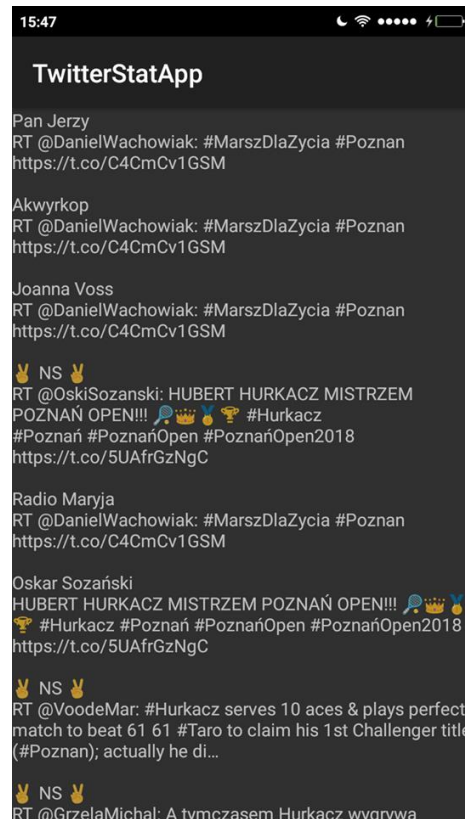 15:47
TwitterStatApp
Pan Jerzy
RT @DanielWachowiak: #MarszDlaZycia #Poznan
https://t.co/C4CmCv1GSM
Akwyrkop
RT @DanielWachowiak: #MarszDlaZycia #Poznan
https://t.co/C4CmCv1GSM
Joanna Voss
RT @DanielWachowiak: #MarszDlaZycia #Poznan
https://t.co/C4CmCv1GSM
✌ NS ✌
RT @OskiSozanski: HUBERT HURKACZ MISTRZEM
POZNAŃ OPEN!!! 🎾👑🏅🏆 #Hurkacz
#Poznań #PoznańOpen #PoznańOpen2018
https://t.co/5UAfrGzNgC
Radio Maryja
RT @DanielWachowiak: #MarszDlaZycia #Poznan
https://t.co/C4CmCv1GSM
Oskar Sozański
HUBERT HURKACZ MISTRZEM POZNAŃ OPEN!!! 🎾👑🏅
🏆 #Hurkacz #Poznań #PoznańOpen #PoznańOpen2018
https://t.co/5UAfrGzNgC
✌ NS ✌
RT @VoodeMar: #Hurkacz serves 10 aces & plays perfect
match to beat 61 61 #Taro to claim his 1st Challenger title
(#Poznan); actually he di…
✌ NS ✌
RT @GrzelaMichal: A tymczasem Hurkacz wygrywa